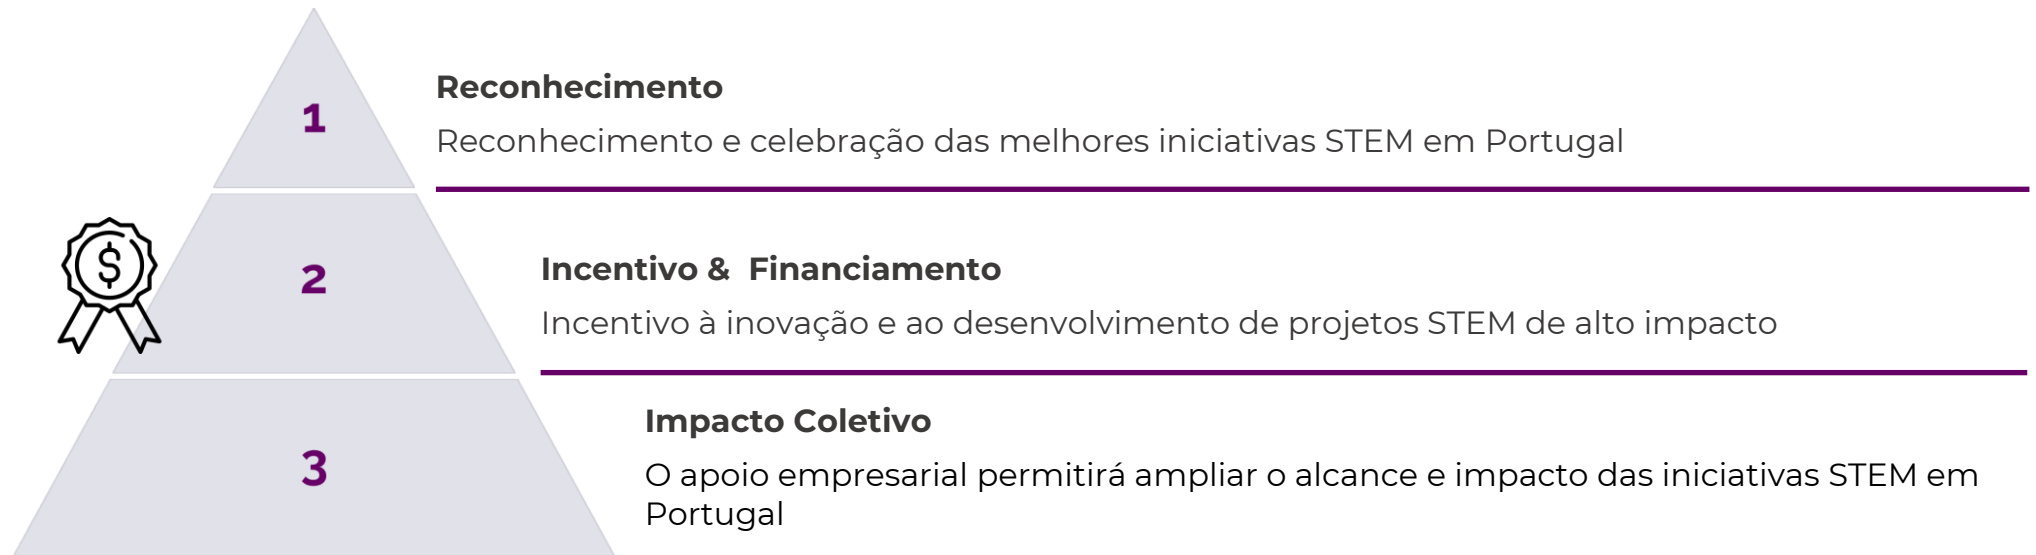 1
Reconhecimento
Reconhecimento e celebração das melhores iniciativas STEM em Portugal
$
2
Incentivo &  Financiamento
Incentivo à inovação e ao desenvolvimento de projetos STEM de alto impacto
3
Impacto Coletivo
O apoio empresarial permitirá ampliar o alcance e impacto das iniciativas STEM em
Portugal